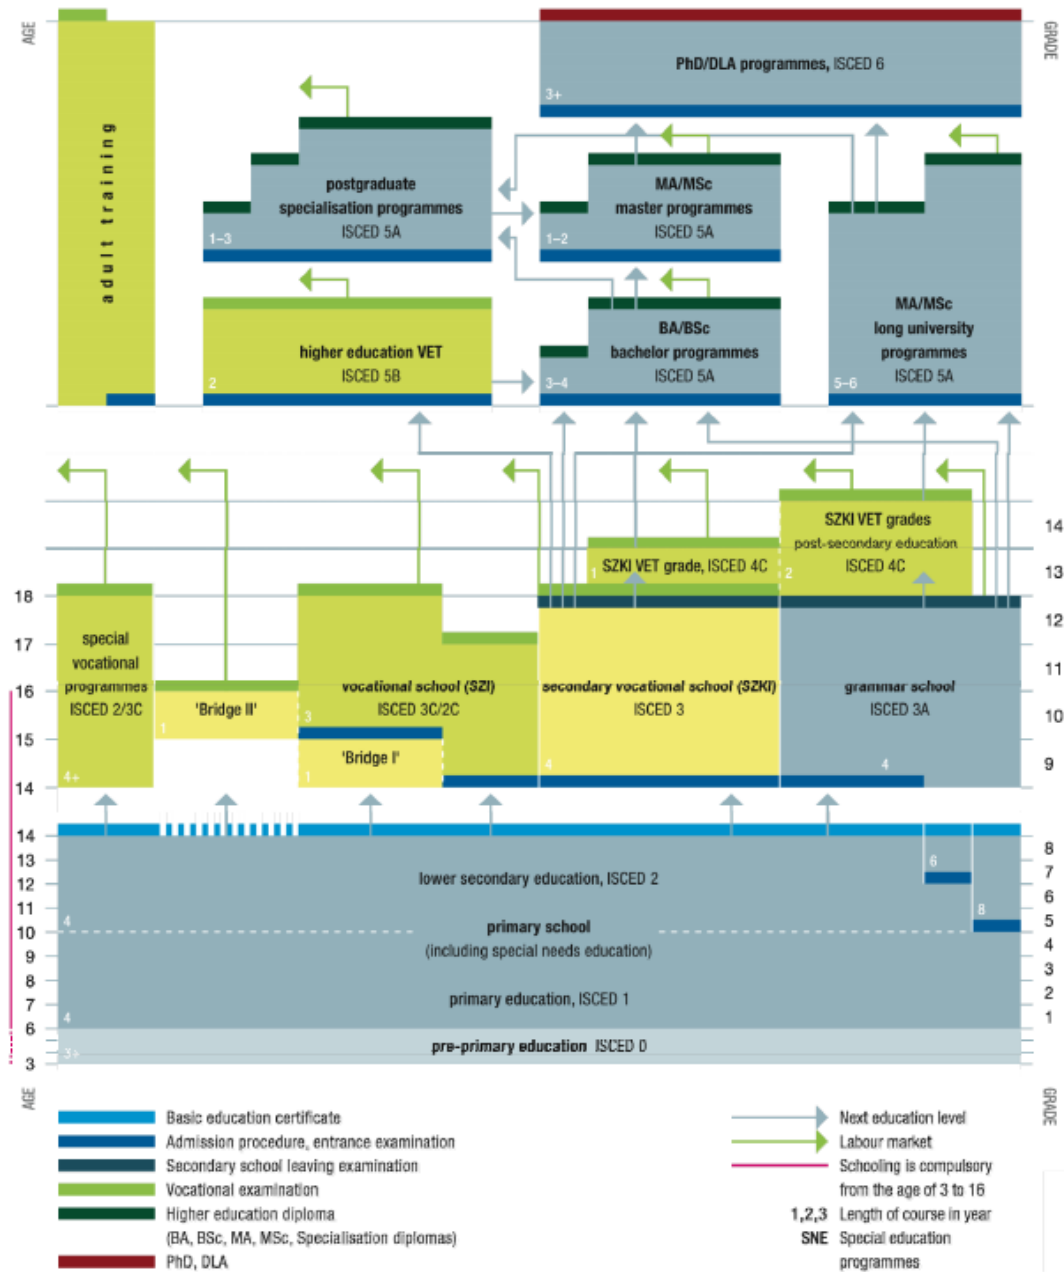 AGE
GRADE
PhD/DLA programmes, ISCED 6
3+
adult training
postgraduate
specialisation programmes
ISCED 5A
1–3
MA/MSc
master programmes
ISCED 5A
1–2
higher education VET
ISCED 5B
2
BA/BSc
bachelor programmes
ISCED 5A
3–4
MA/MSc
long university
programmes
ISCED 5A
5–6
SZKI VET grades
post-secondary education
ISCED 4C
2
SZKI VET grade, ISCED 4C
1
14
13
18
17
16
15
14
12
11
10
9
special
vocational
programmes
ISCED 2/3C
4+
'Bridge II'
1
vocational school (SZI)
ISCED 3C/2C
3
'Bridge I'
1
secondary vocational school (SZKI)
ISCED 3
4
grammar school
ISCED 3A
4
14
13
12
10
9
8
7
6
3
8
7
6
5
4
3
2
1
6
8
lower secondary education, ISCED 2
4
primary school
(including special needs education)
primary education, ISCED 1
4
pre-primary education ISCED 0
3+
AGE
GRADE
Basic education certificate
Admission procedure, entrance examination
Secondary school leaving examination
Vocational examination
Higher education diploma
(BA, BSc, MA, MSc, Specialisation diplomas)
PhD, DLA
Next education level
Labour market
Schooling is compulsory
from the age of 3 to 16
1,2,3 Length of course in year
SNE Special education
programmes